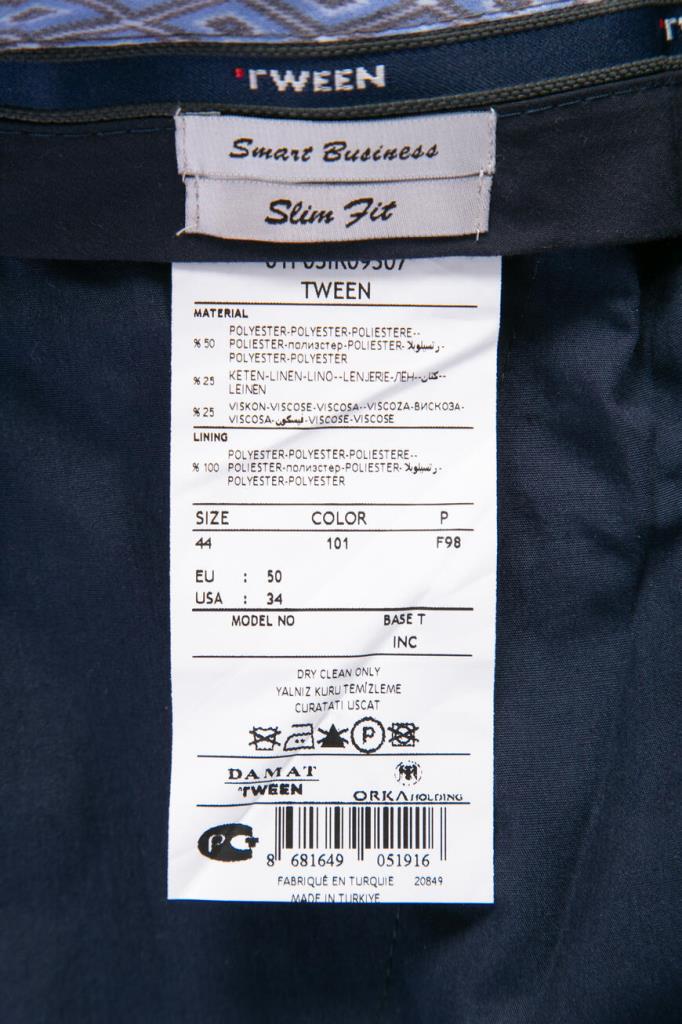 'TWEEN
Smart Business
Slim Fit
TWEEN
MATERIAL
% 50 POLYESTER-POLYESTER-POLIESTERE--
POLIESTER-полиэстер-POLIESTER-
POLYESTER-POLYESTER
% 25 KETEN-LINEN-LINO--LENJERIE-ЛЕН--كتان--
LEINEN
% 25 VISKON-VISCOSE-VISCOSA--VISCOZA-ВИСКОЗА-
VISCOSA-فيسكون-VISCOSE-VISCOSE
LINING
% 100 POLYESTER-POLYESTER-POLIESTERE--
POLIESTER-полиэстер-POLIESTER-
POLYESTER-POLYESTER
SIZE COLOR P
44 101 F98
EU : 50
USA : 34
MODEL NO BASE T
INC
DRY CLEAN ONLY
YALNIZ KURU TEMİZLEME
CURATATI USCAT
P
DAMAT
'TWEEN
ORKA HOLDING
PC
8 681649 051916
FABRIQUÉ EN TURQUIE 20849
MADE IN TURKIYE